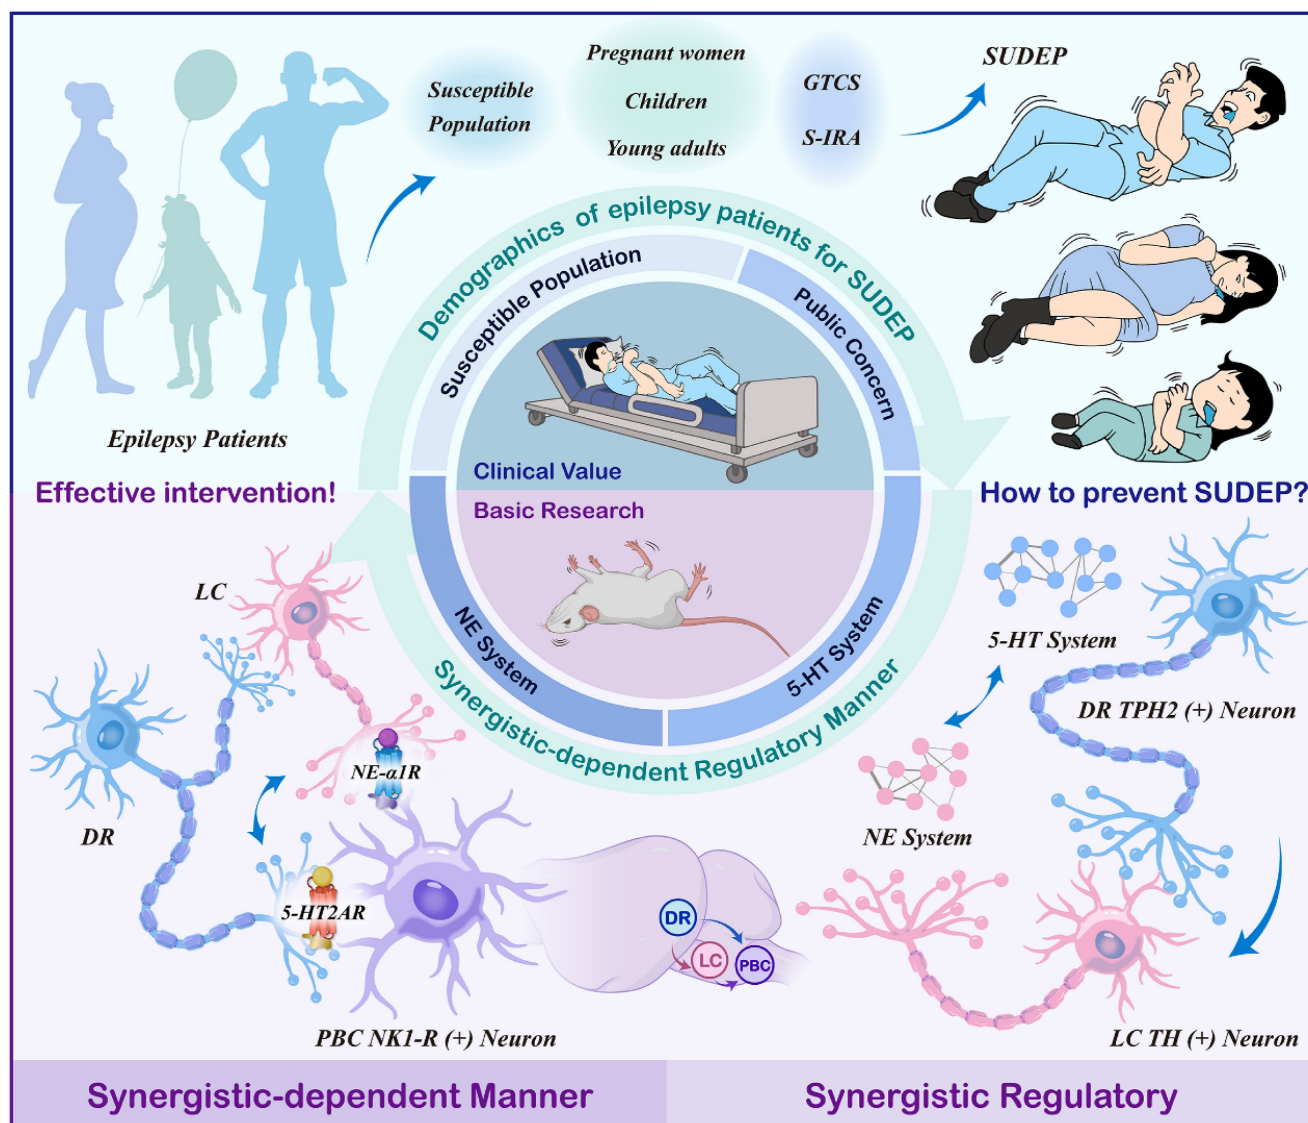 Susceptible
Population
Pregnant women
Children
Young adults
GTCS
S-IRA
SUDEP
Epilepsy Patients
Demographics of epilepsy patients for SUDEP
Susceptible Population
Public Concern
Clinical Value
Basic Research
NE System
5-HT System
Synergistic-dependent Regulatory Manner
Effective intervention!
How to prevent SUDEP?
LC
DR
NE-α1R
5-HT2AR
PBC NK1-R (+) Neuron
DR
LC
PBC
5-HT System
DR TPH2 (+) Neuron
NE System
LC TH (+) Neuron
Synergistic-dependent Manner
Synergistic Regulatory